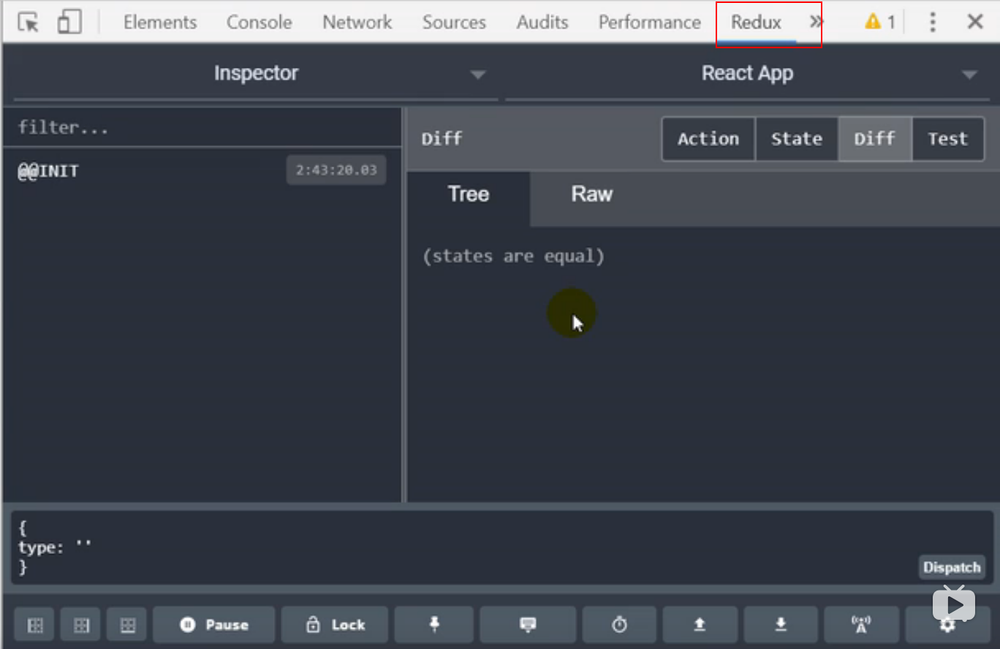 Elements Console Network Sources Audits Performance Redux » 1
Inspector React App
filter...
@@INIT 2:43:20.03
Diff Action State Diff Test
Tree Raw
(states are equal)
{
type: ''
}
Dispatch
Pause Lock